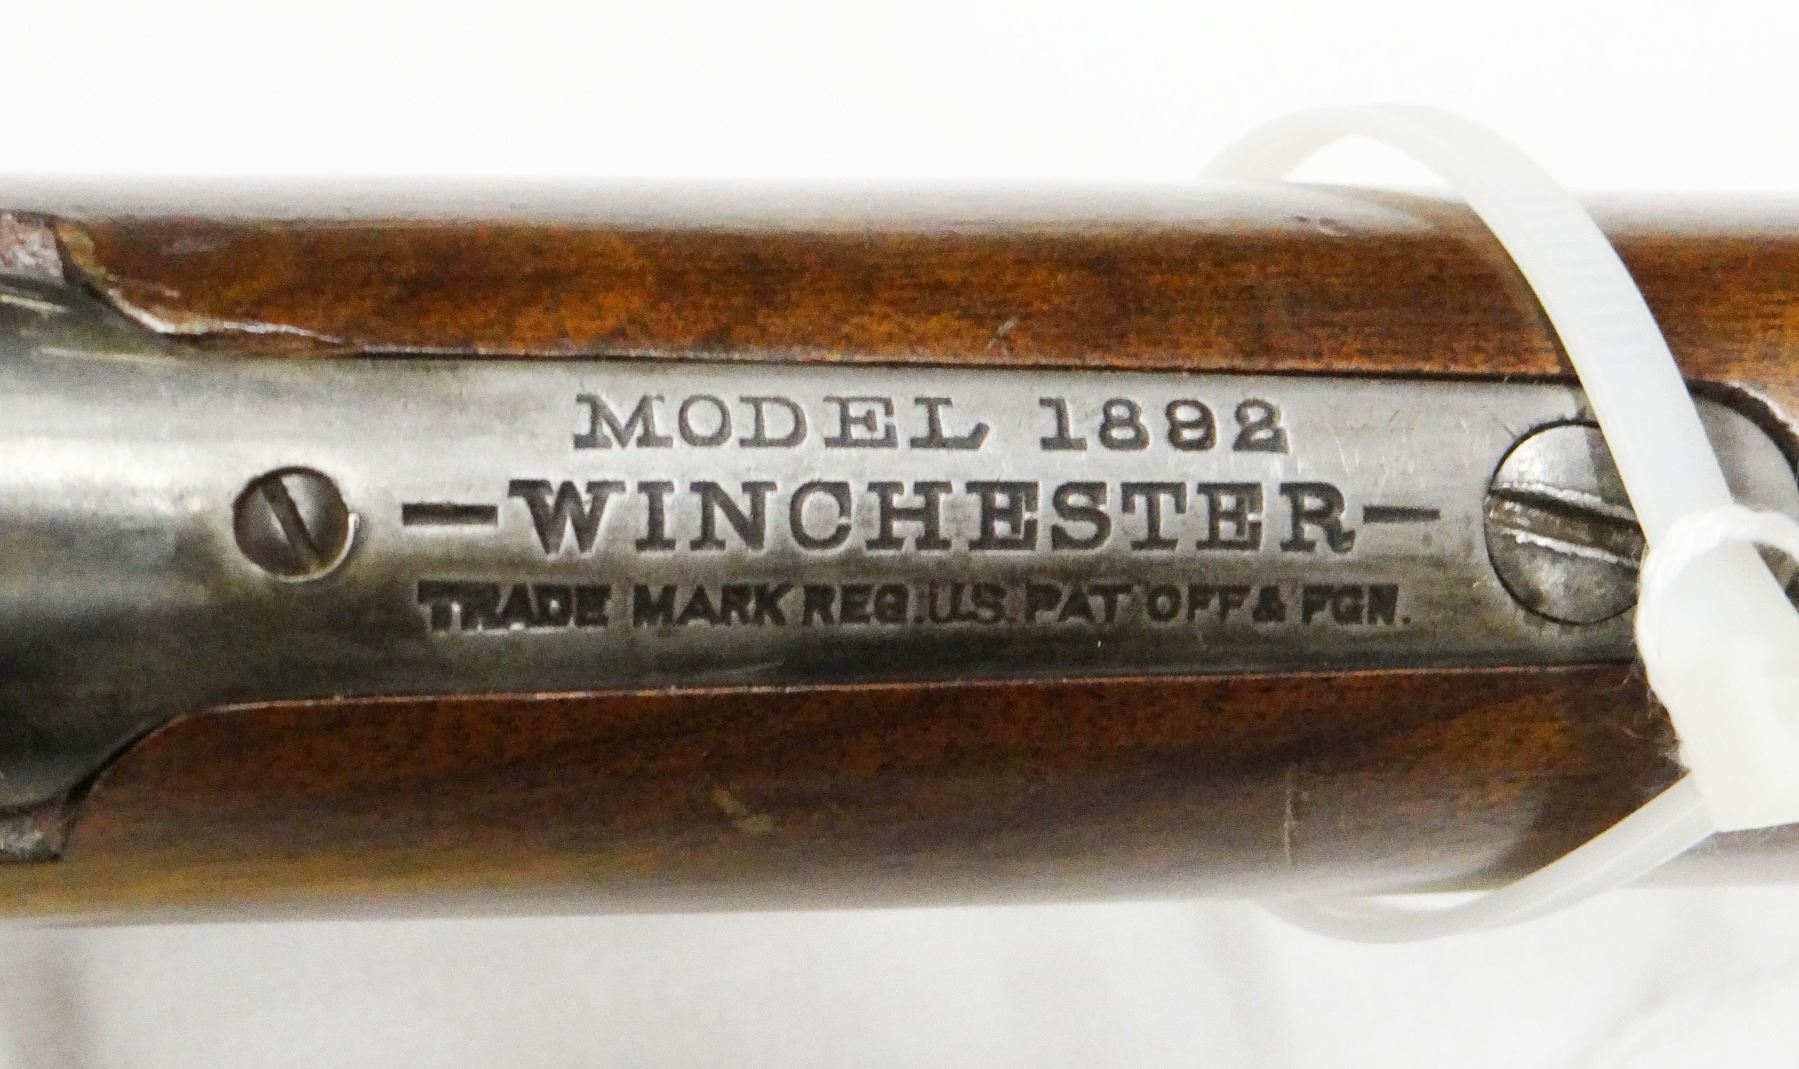 MODEL 1892
—WINCHESTER—
TRADE MARK REG.U.S.PAT OFF & FGN.